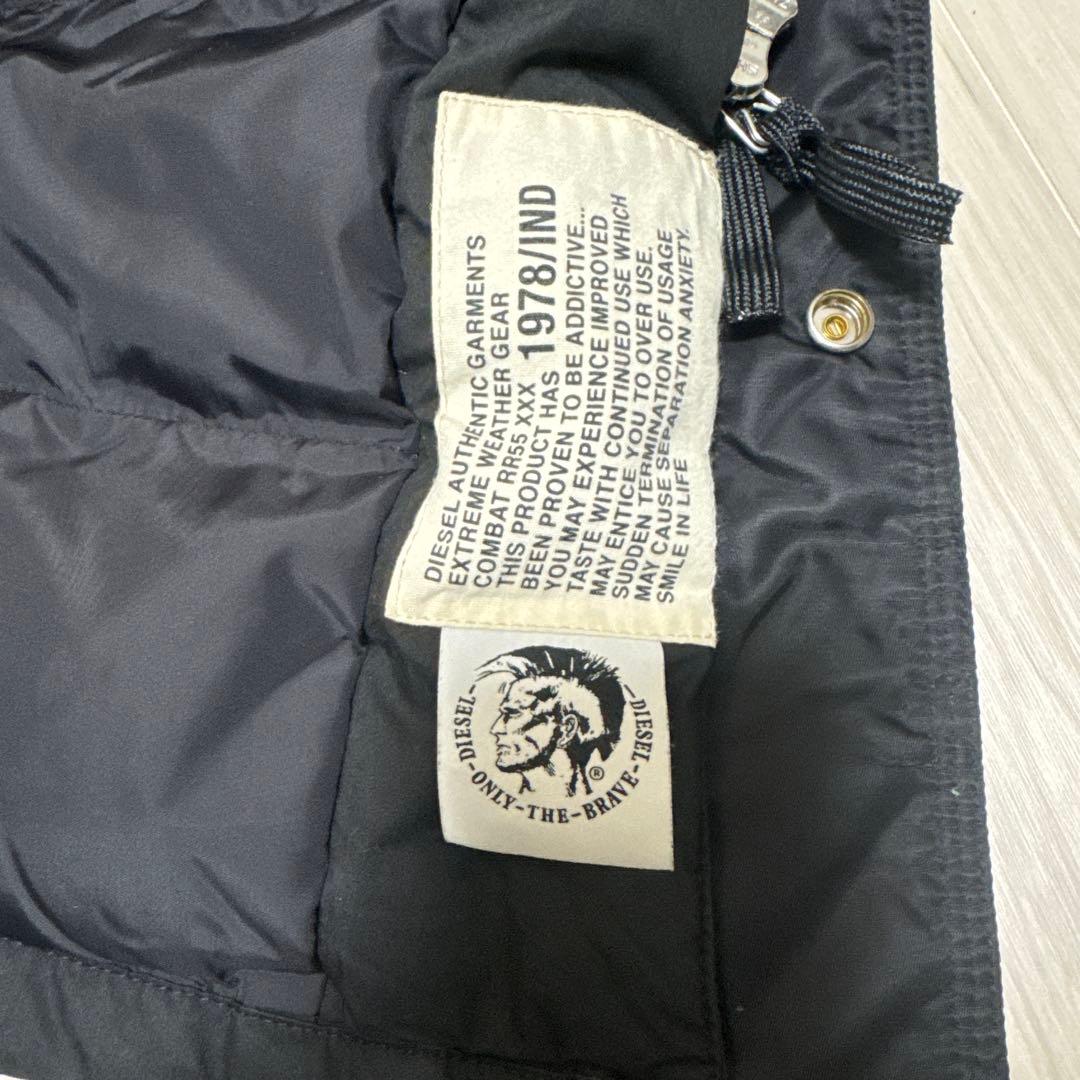 DIESEL AUTHENTIC GARMENTS
EXTREME WEATHER GEAR
COMBAT RR55 XXX 1978/IND
THIS PRODUCT HAS
BEEN PROVEN TO BE ADDICTIVE...
YOU MAY EXPERIENCE IMPROVED
TASTE WITH CONTINUED USE WHICH
MAY ENTICE YOU TO OVER USE.
SUDDEN TERMINATION OF USAGE
MAY CAUSE SEPARATION ANXIETY.
SMILE IN LIFE
-DIESEL-ONLY-THE-BRAVE-DIESEL-
®